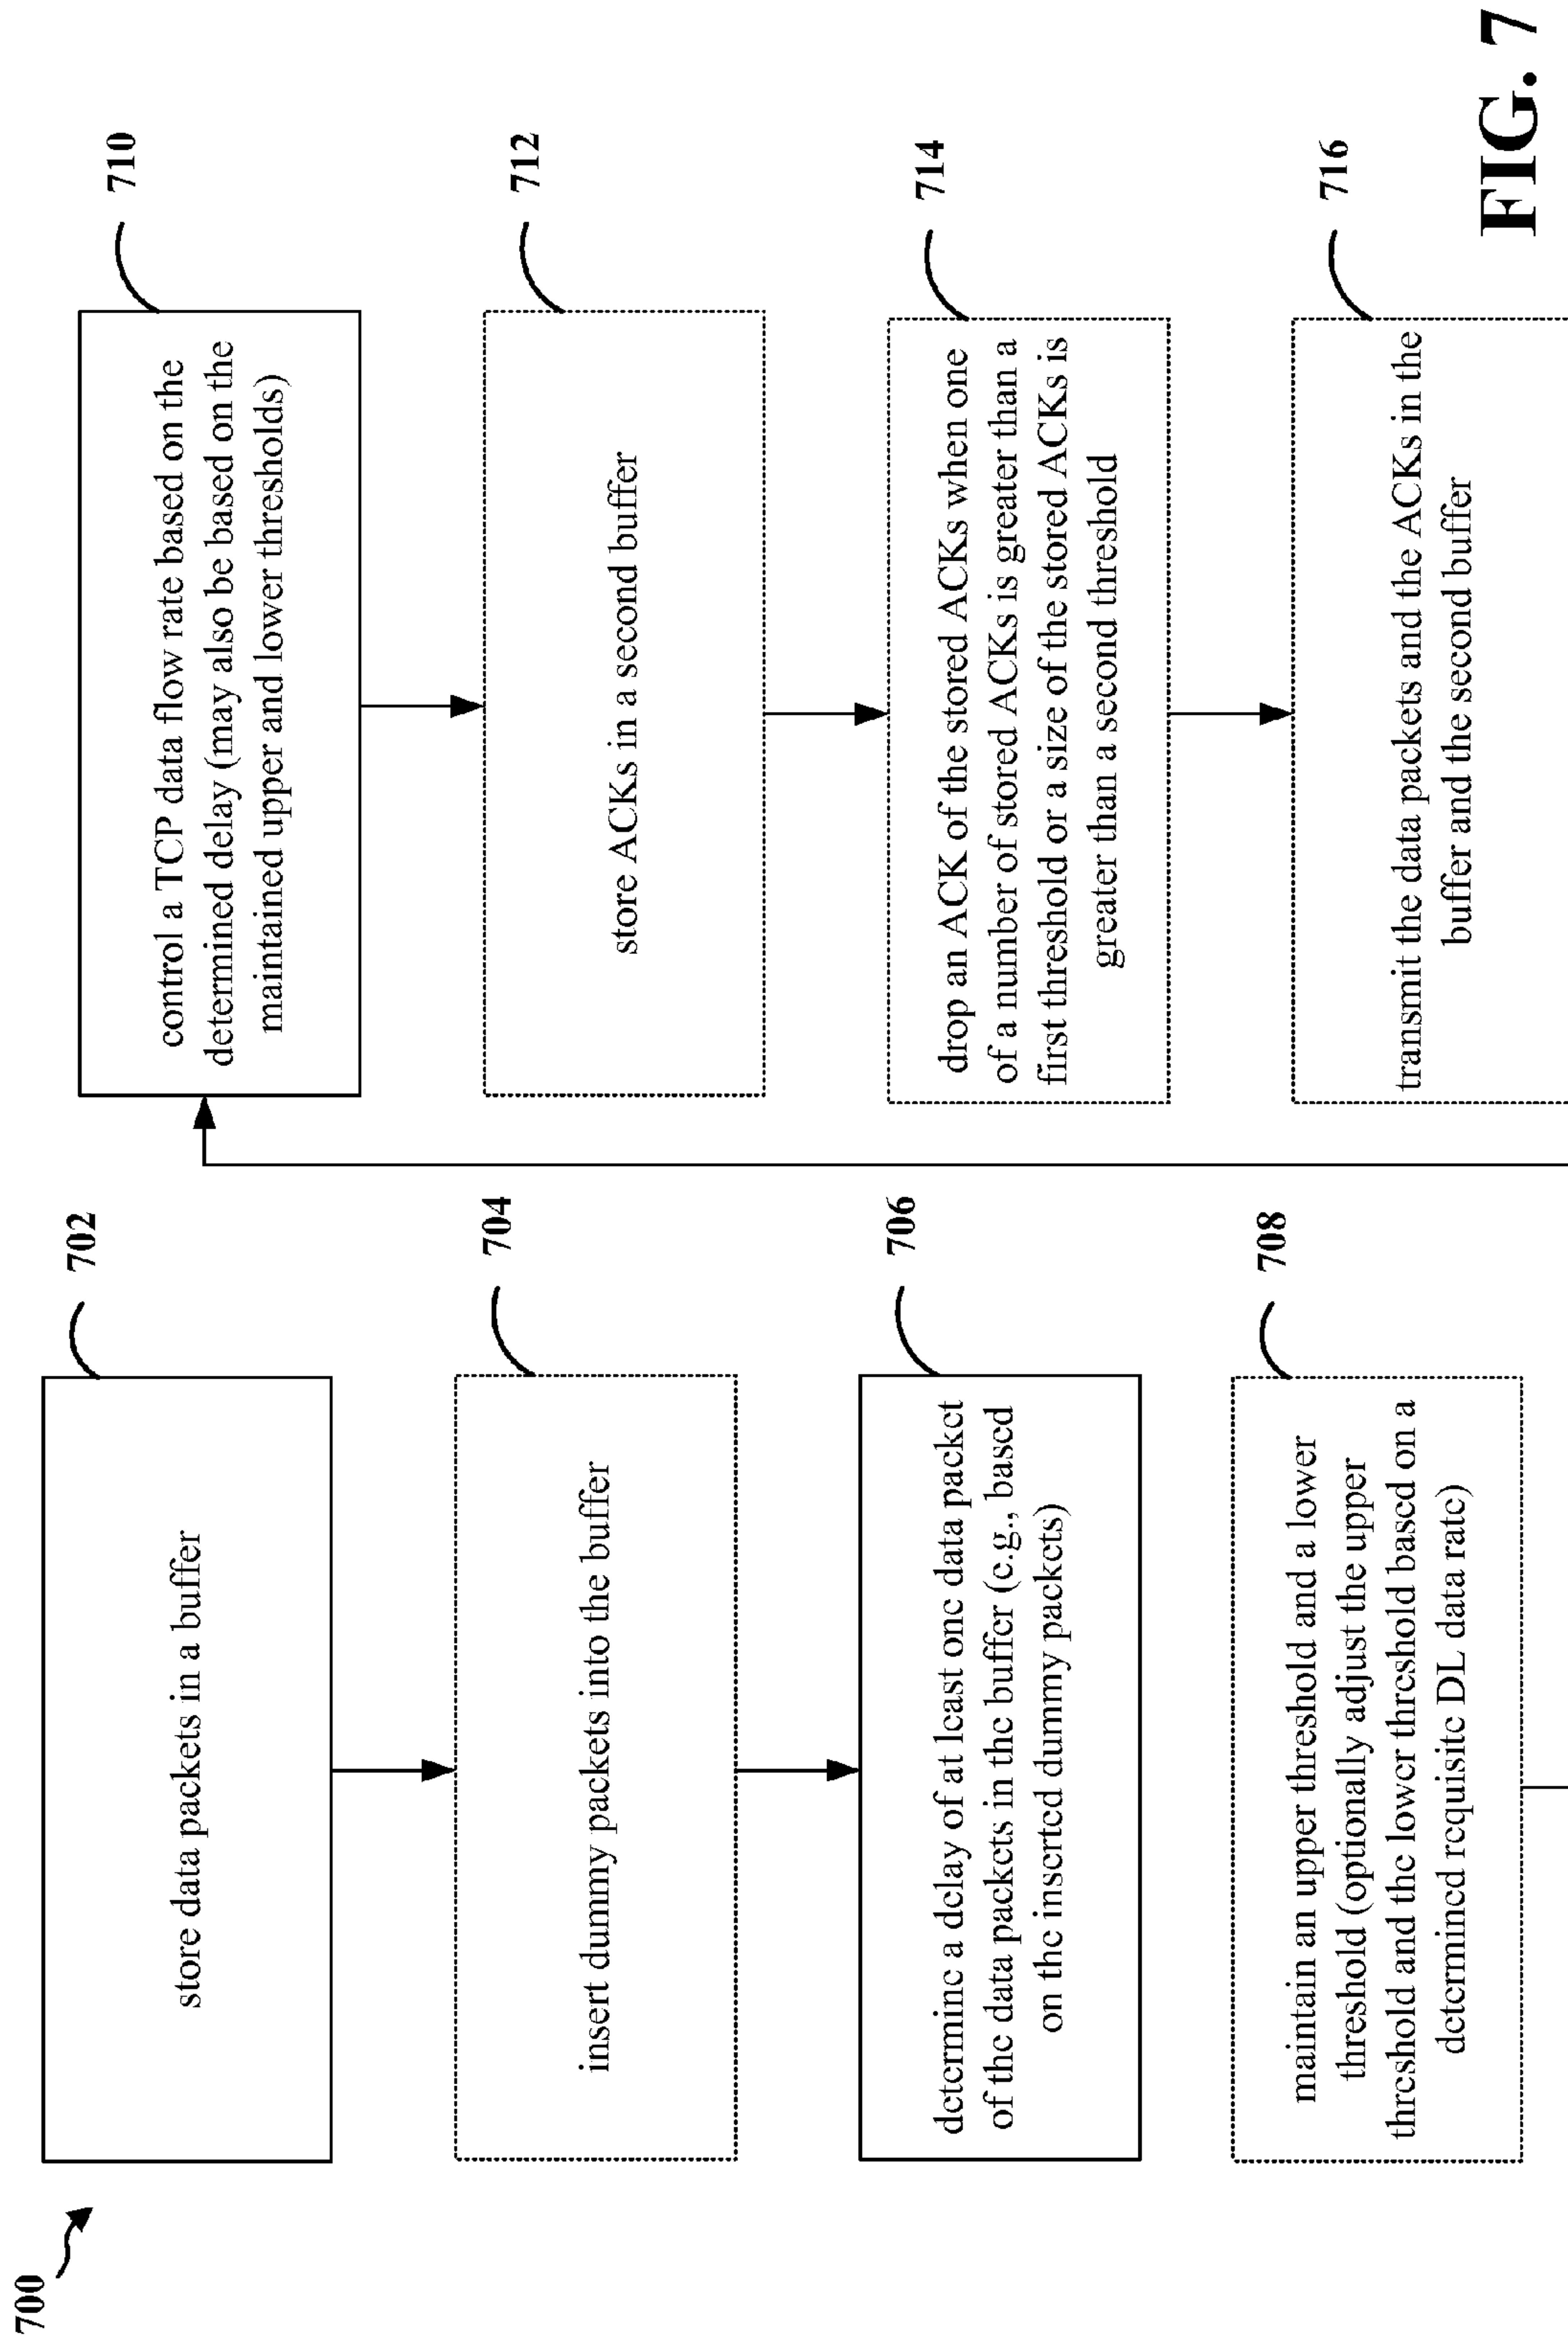 700
702
store data packets in a buffer
704
insert dummy packets into the buffer
706
determine a delay of at least one data packet
of the data packets in the buffer (e.g., based
on the inserted dummy packets)
708
maintain an upper threshold and a lower
threshold (optionally adjust the upper
threshold and the lower threshold based on a
determined requisite DL data rate)
710
control a TCP data flow rate based on the
determined delay (may also be based on the
maintained upper and lower thresholds)
712
store ACKs in a second buffer
714
drop an ACK of the stored ACKs when one
of a number of stored ACKs is greater than a
first threshold or a size of the stored ACKs is
greater than a second threshold
716
transmit the data packets and the ACKs in the
buffer and the second buffer
FIG. 7